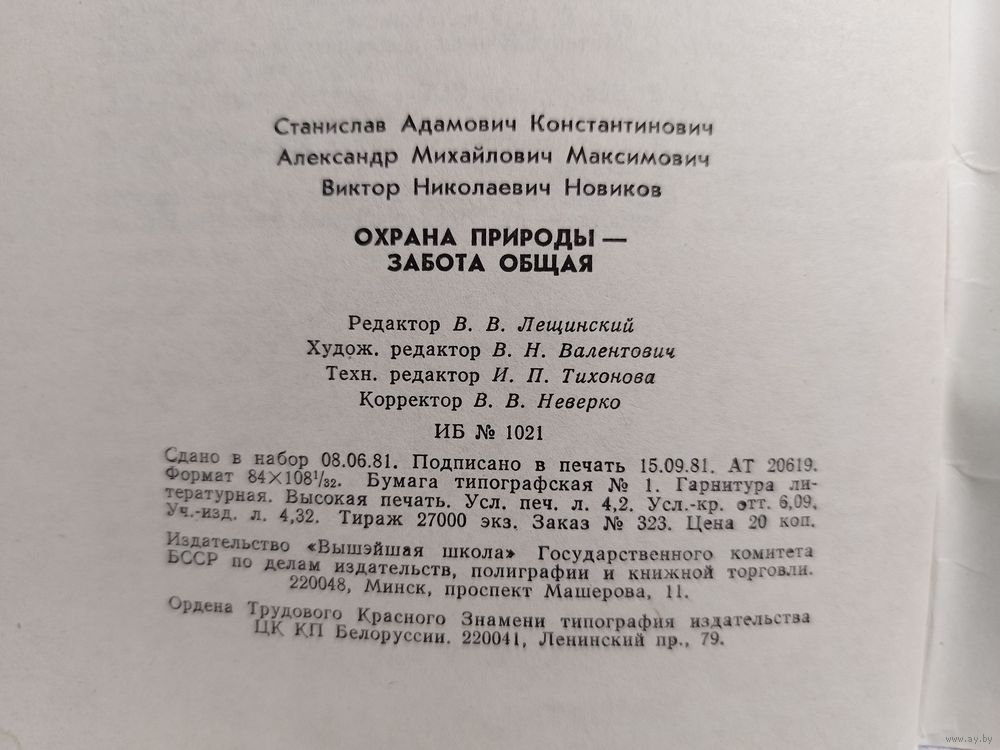 Станислав Адамович Константинович
Александр Михайлович Максимович
Виктор Николаевич Новиков
ОХРАНА ПРИРОДЫ —
ЗАБОТА ОБЩАЯ
Редактор В. В. Лещинский
Худож. редактор В. Н. Валентович
Техн. редактор И. П. Тихонова
Корректор В. В. Неверко
ИБ № 1021
Сдано в набор 08.06.81. Подписано в печать 15.09.81. АТ 20619.
Формат 84×108¹/₃₂. Бумага типографская № 1. Гарнитура ли-
тературная. Высокая печать. Усл. печ. л. 4,2. Усл.-кр. отт. 6,09.
Уч.-изд. л. 4,32. Тираж 27000 экз. Заказ № 323. Цена 20 коп.
Издательство «Вышэйшая школа» Государственного комитета
БССР по делам издательств, полиграфии и книжной торговли.
220048, Минск, проспект Машерова, 11.
Ордена Трудового Красного Знамени типография издательства
ЦК КП Белоруссии. 220041, Ленинский пр., 79.
www.ay.by